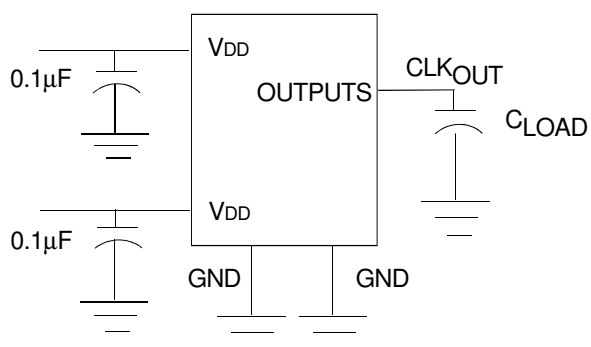 VDD
0.1μF
CLKOUT
OUTPUTS
CLOAD
VDD
0.1μF
GND
GND